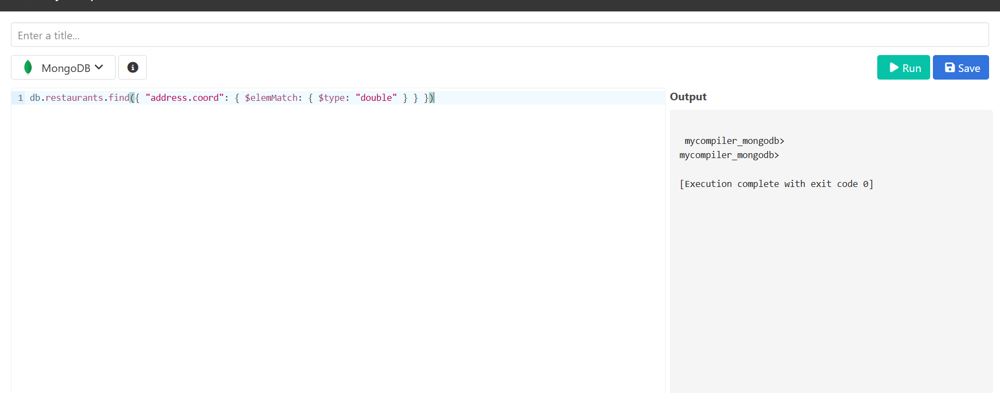 Enter a title...
MongoDB
Run
Save
1 db.restaurants.find({ "address.coord": { $elemMatch: { $type: "double" } } })
Output
mycompiler_mongodb>
mycompiler_mongodb>
[Execution complete with exit code 0]